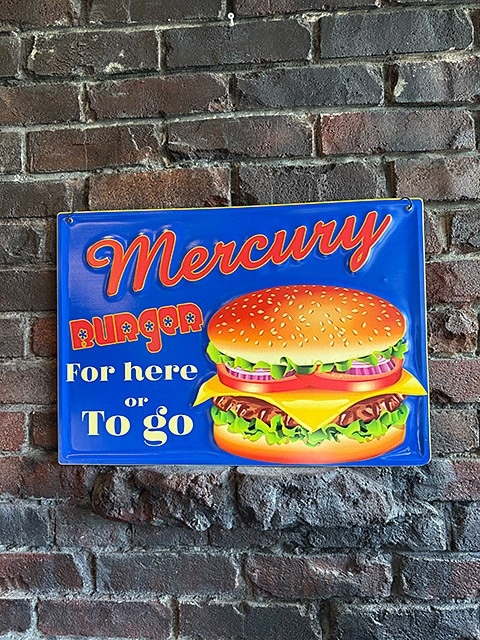 Mercury
BURGER
For here
or
To go